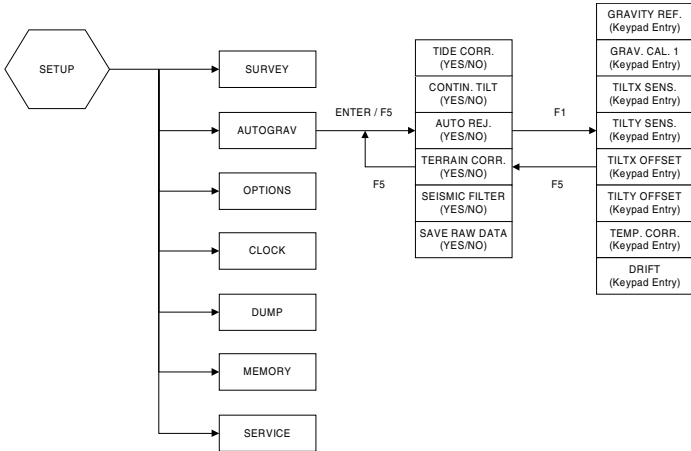 SETUP
SURVEY
AUTOGRAV
OPTIONS
CLOCK
DUMP
MEMORY
SERVICE
ENTER / F5
F5
TIDE CORR.
(YES/NO)
CONTIN. TILT
(YES/NO)
AUTO REJ.
(YES/NO)
TERRAIN CORR.
(YES/NO)
SEISMIC FILTER
(YES/NO)
SAVE RAW DATA
(YES/NO)
F1
F5
GRAVITY REF.
(Keypad Entry)
GRAV. CAL. 1
(Keypad Entry)
TILTX SENS.
(Keypad Entry)
TILTY SENS.
(Keypad Entry)
TILTX OFFSET
(Keypad Entry)
TILTY OFFSET
(Keypad Entry)
TEMP. CORR.
(Keypad Entry)
DRIFT
(Keypad Entry)